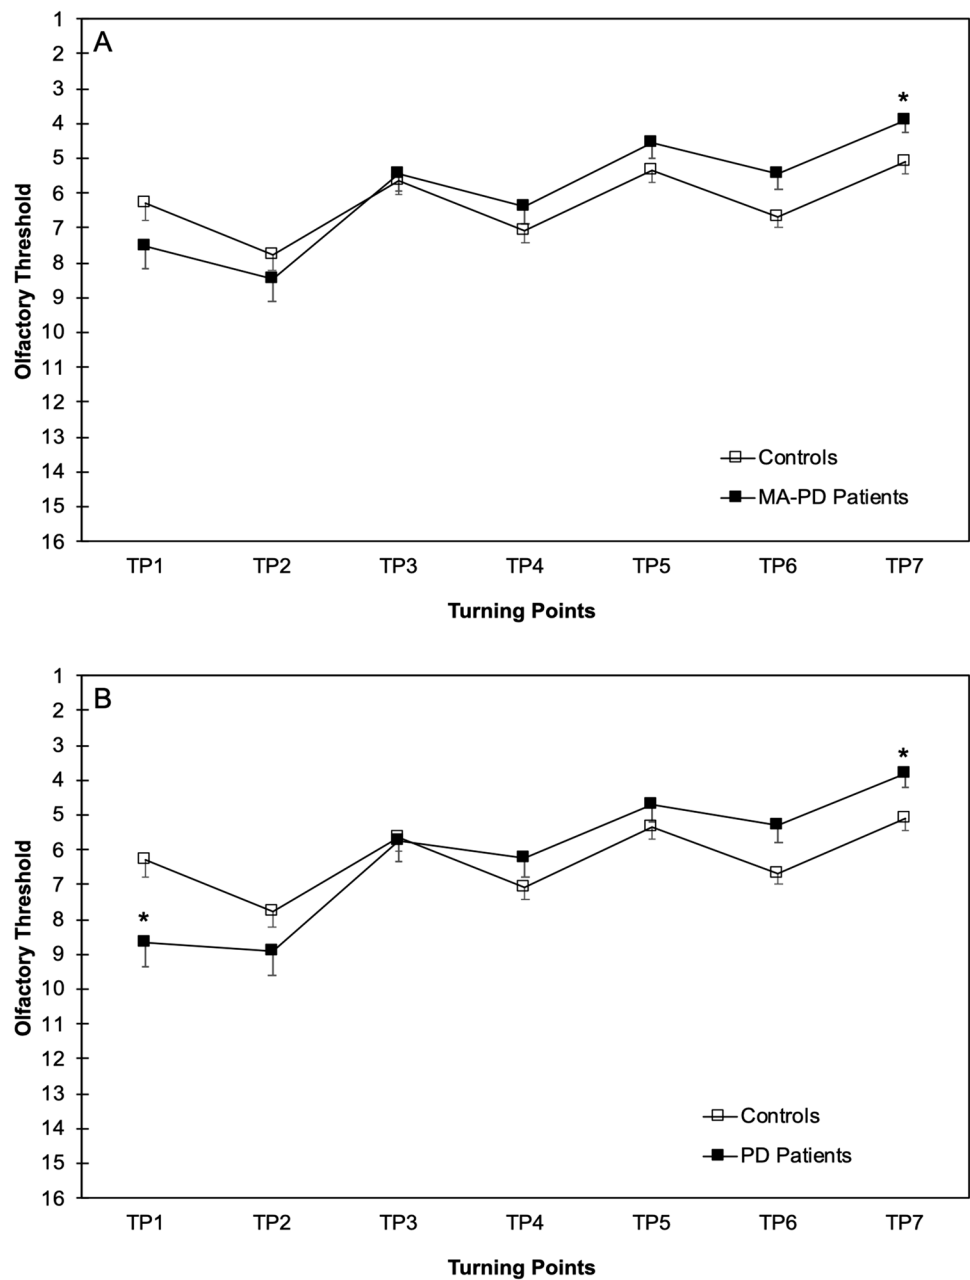 A
Olfactory Threshold
1
2
3
4
5
6
7
8
9
10
11
12
13
14
15
16
*
Controls
MA-PD Patients
TP1 TP2 TP3 TP4 TP5 TP6 TP7
Turning Points
B
Olfactory Threshold
1
2
3
4
5
6
7
8
9
10
11
12
13
14
15
16
*
*
Controls
PD Patients
TP1 TP2 TP3 TP4 TP5 TP6 TP7
Turning Points